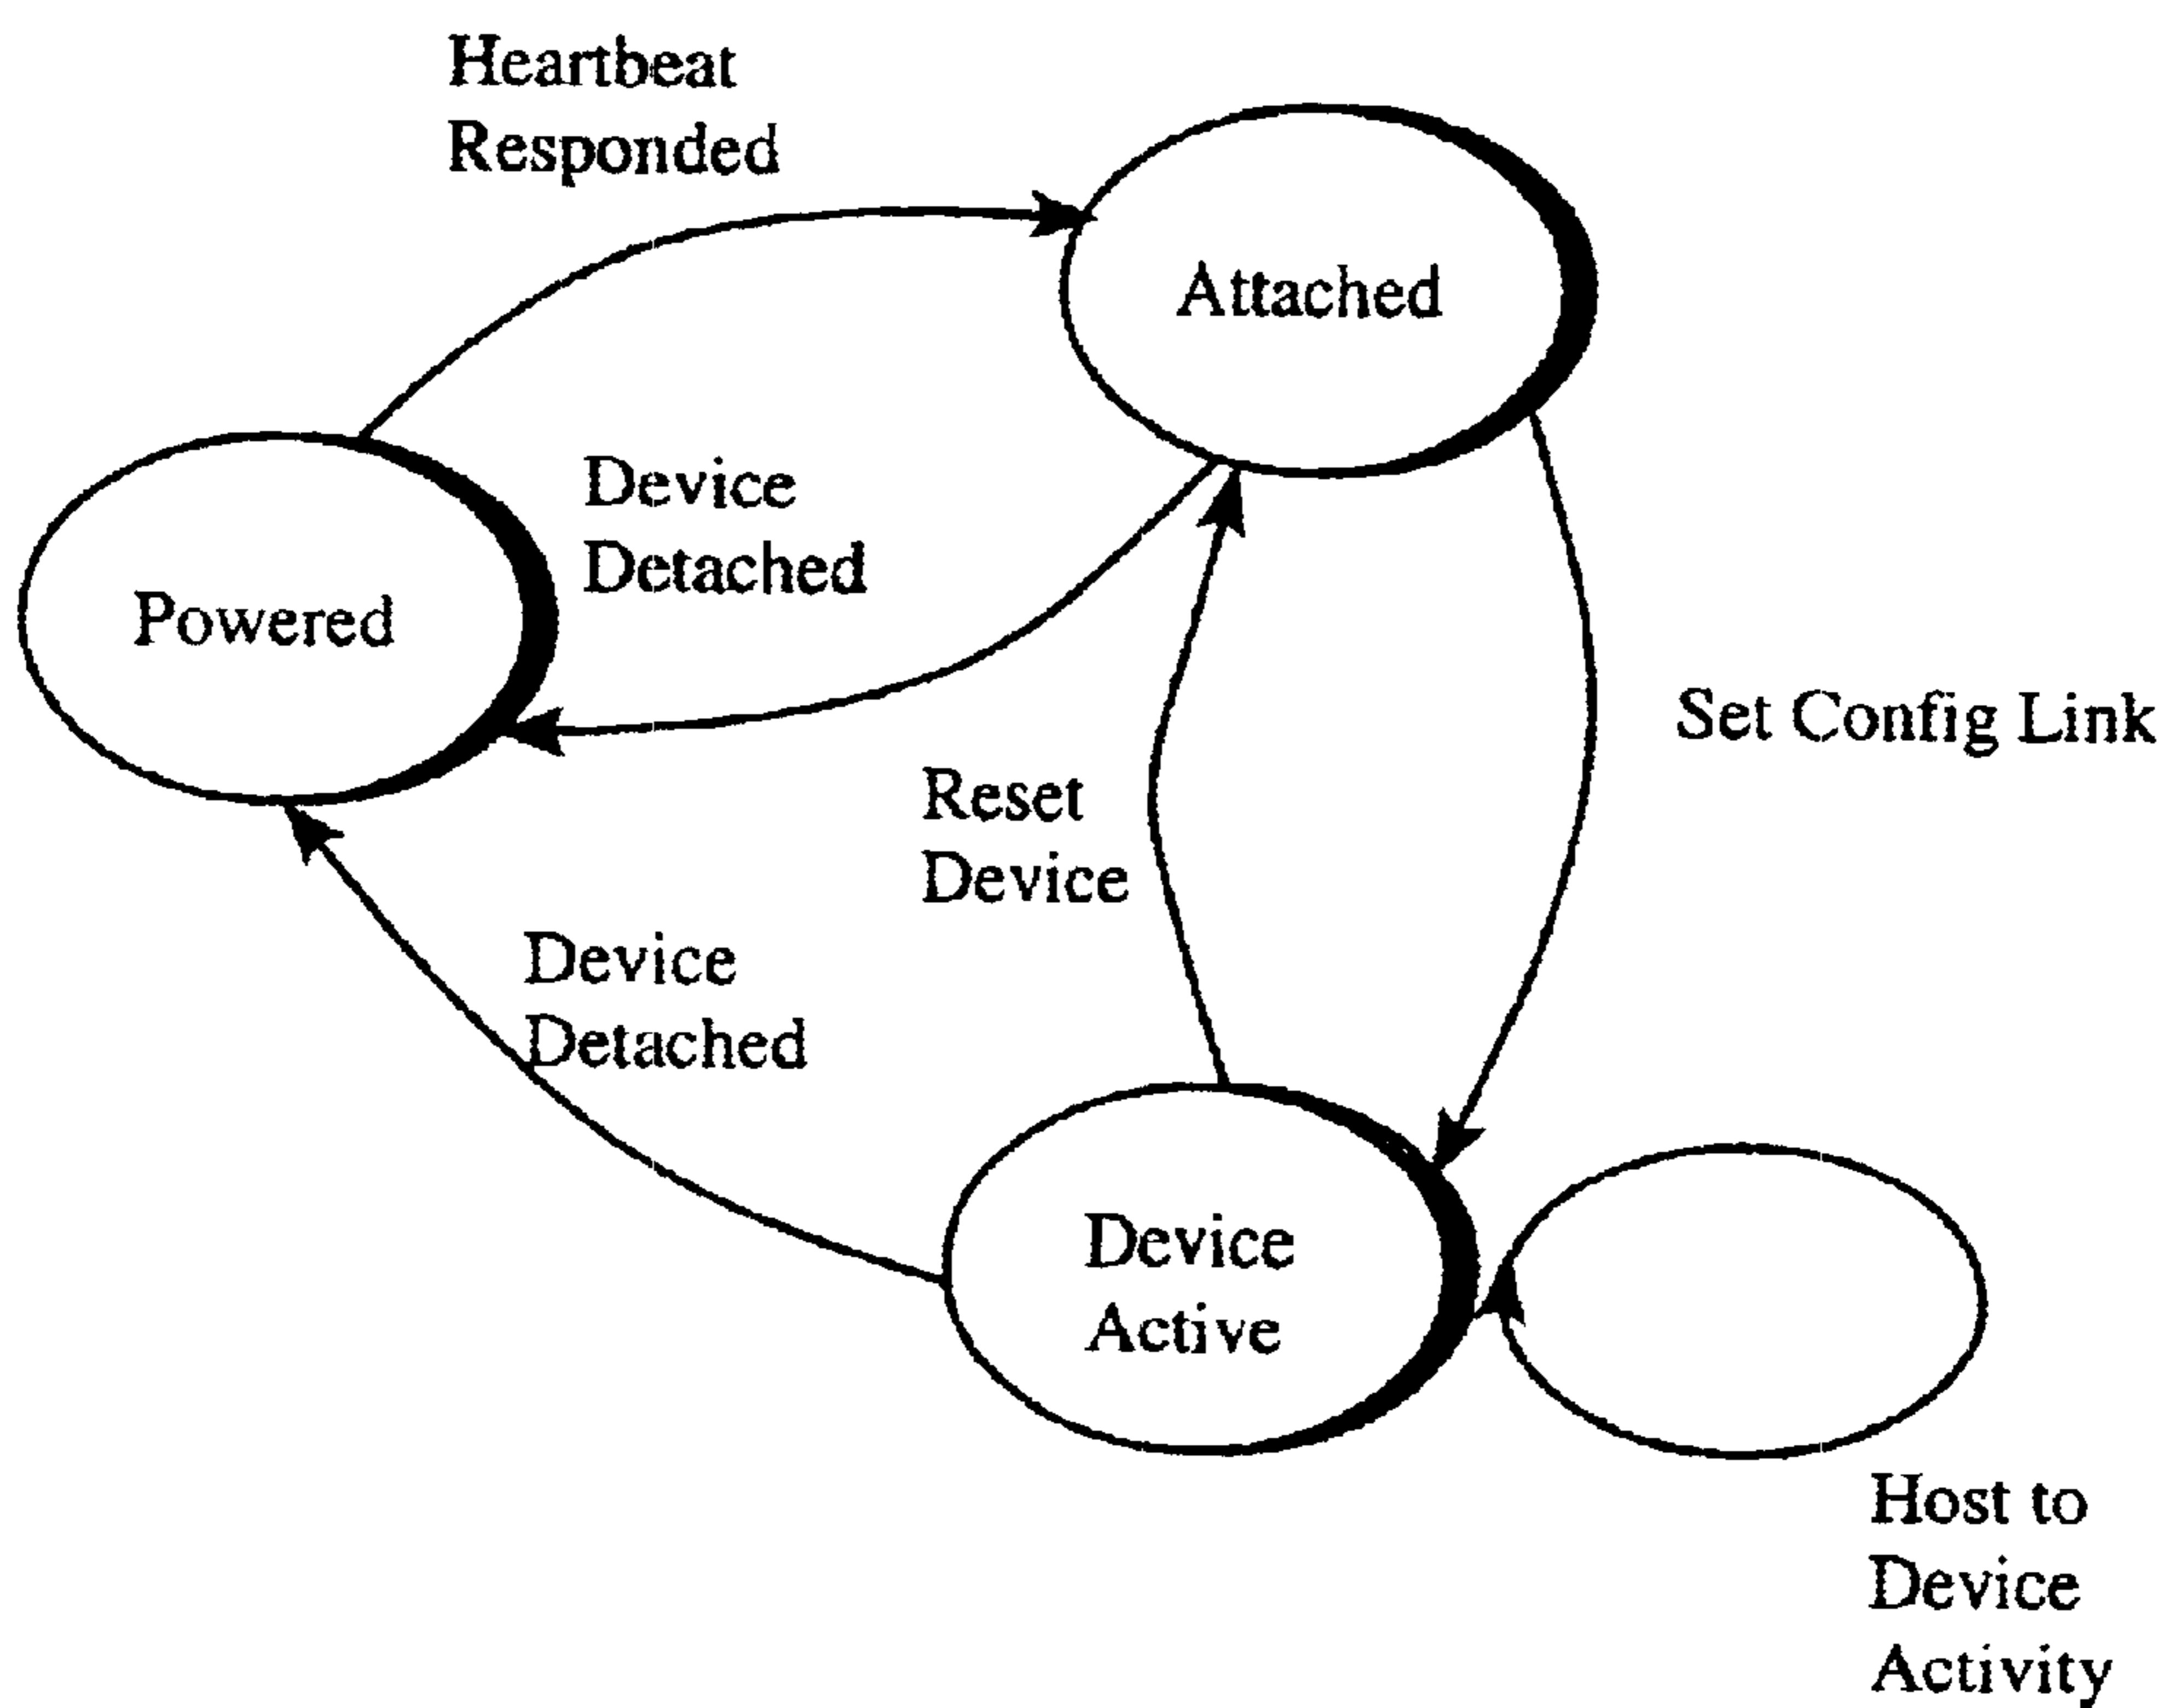 Heartbeat
Responded
Attached
Device
Detached
Powered
Set Config Link
Reset
Device
Device
Detached
Device
Active
Host to
Device
Activity